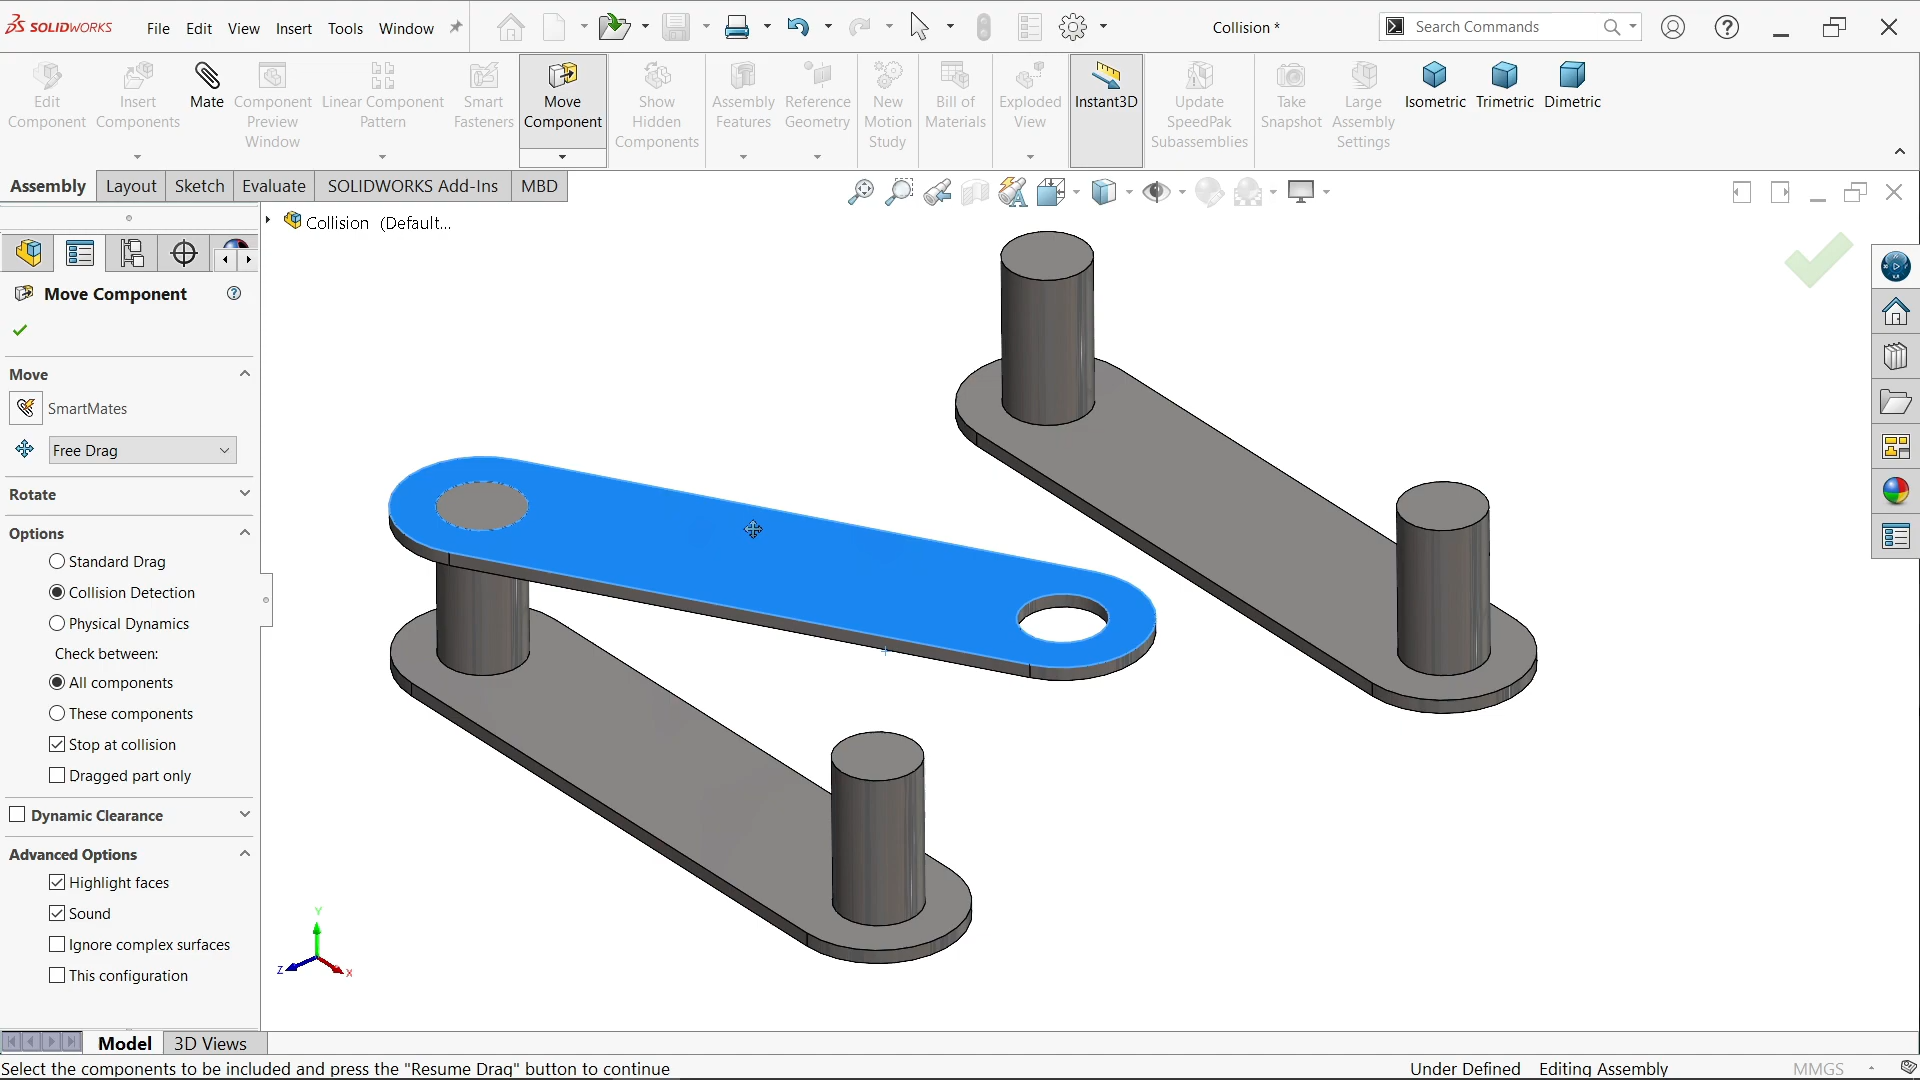 SOLIDWORKS File Edit View Insert Tools Window Collision * Search Commands
Edit Component
Insert Components
Mate
Component Preview Window
Linear Component Pattern
Smart Fasteners
Move Component
Show Hidden Components
Assembly Features
Reference Geometry
New Motion Study
Bill of Materials
Exploded View
Instant3D
Update SpeedPak Subassemblies
Take Snapshot
Large Assembly Settings
Isometric
Trimetric
Dimetric
Assembly Layout Sketch Evaluate SOLIDWORKS Add-Ins MBD
Collision (Default...
Move Component
Move
SmartMates
Free Drag
Rotate
Options
Standard Drag
Collision Detection
Physical Dynamics
Check between:
All components
These components
Stop at collision
Dragged part only
Dynamic Clearance
Advanced Options
Highlight faces
Sound
Ignore complex surfaces
This configuration
Y
Z
X
Model 3D Views
Select the components to be included and press the "Resume Drag" button to continue Under Defined Editing Assembly MMGS